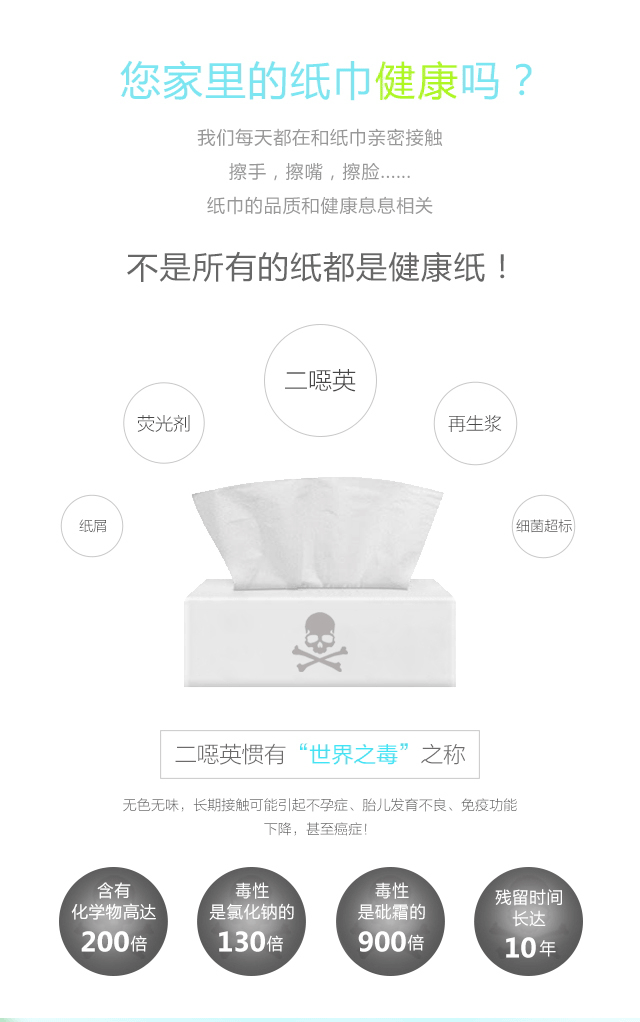 您家里的纸巾健康吗？
我们每天都在和纸巾亲密接触
擦手，擦嘴，擦脸……
纸巾的品质和健康息息相关
不是所有的纸都是健康纸！
二噁英
荧光剂
再生浆
纸屑
细菌超标
二噁英惯有“世界之毒”之称
无色无味，长期接触可能引起不孕症、胎儿发育不良、免疫功能
下降，甚至癌症！
含有
化学物高达
200倍
毒性
是氯化钠的
130倍
毒性
是砒霜的
900倍
残留时间
长达
10年